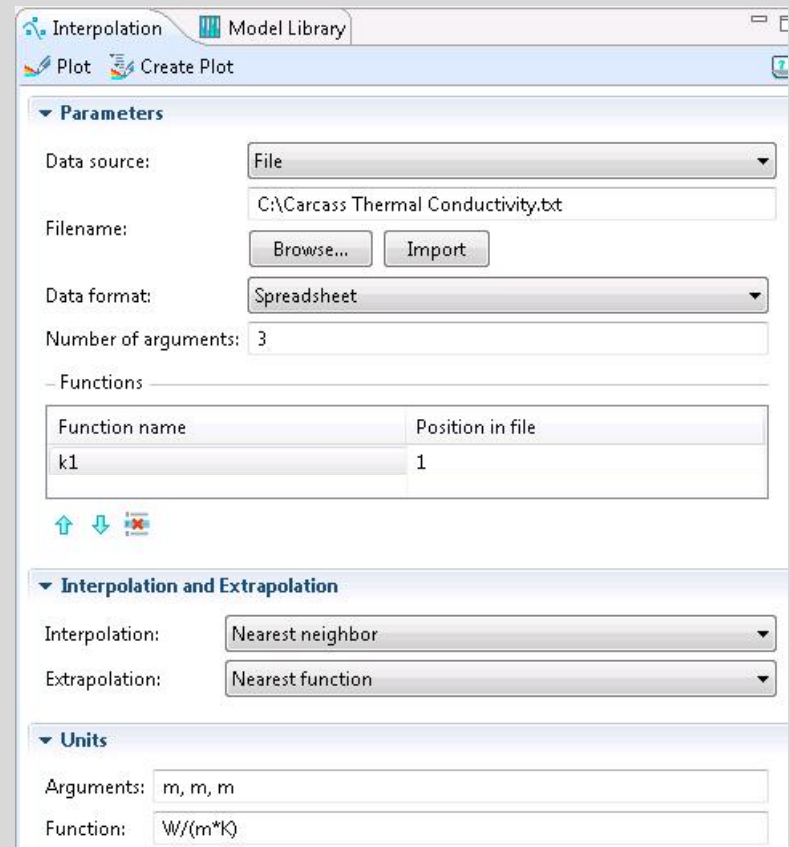 Interpolation Model Library
Plot Create Plot
Parameters
Data source: File
Filename: C:\Carcass Thermal Conductivity.txt
Browse... Import
Data format: Spreadsheet
Number of arguments: 3
Functions
Function name Position in file
k1 1
Interpolation and Extrapolation
Interpolation: Nearest neighbor
Extrapolation: Nearest function
Units
Arguments: m, m, m
Function: W/(m*K)